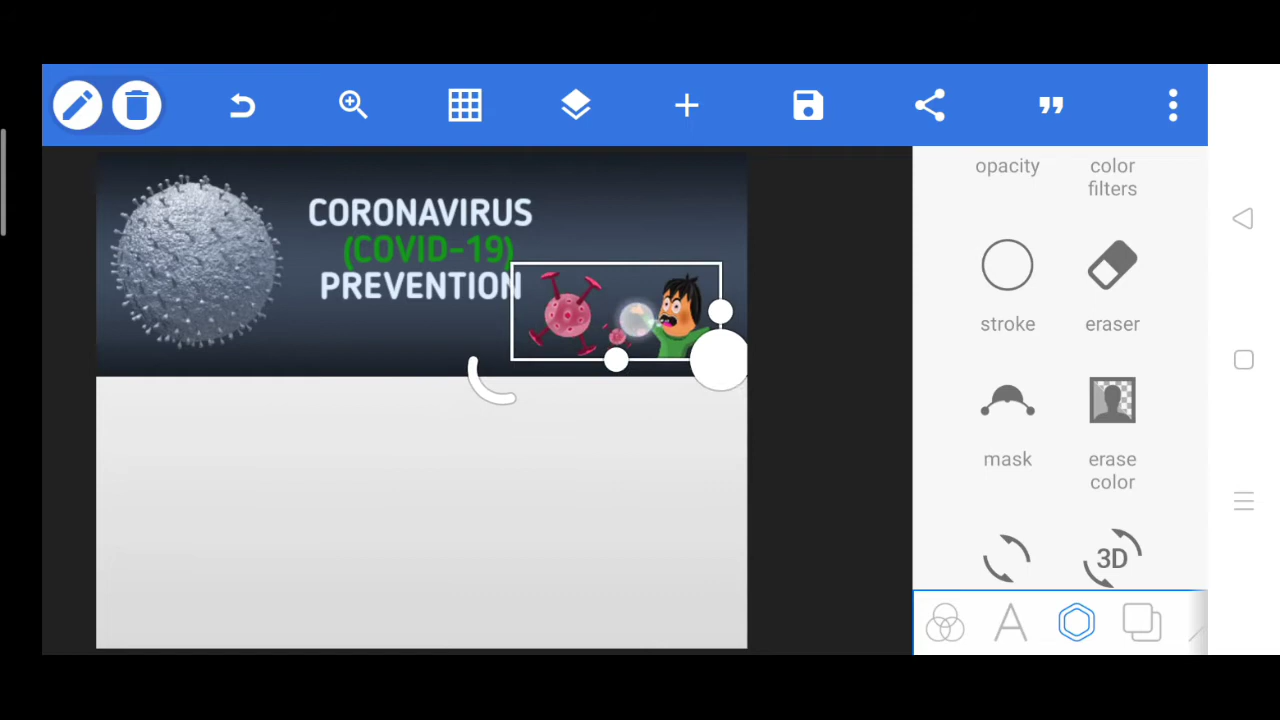 CORONAVIRUS
(COVID-19)
PREVENTION
opacity
color
filters
stroke
eraser
mask
erase
color
3D
A